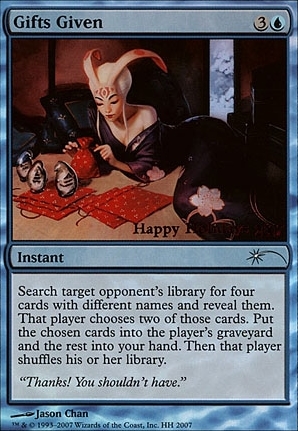 Gifts Given 3
Happy
Instant
Search target opponent's library for four
cards with different names and reveal them.
That player chooses two of those cards. Put
the chosen cards into the player's graveyard
and the rest into your hand. Then that player
shuffles his or her library.
"Thanks! You shouldn't have."
Jason Chan
™ & © 1993–2007 Wizards of the Coast, Inc. HH 2007